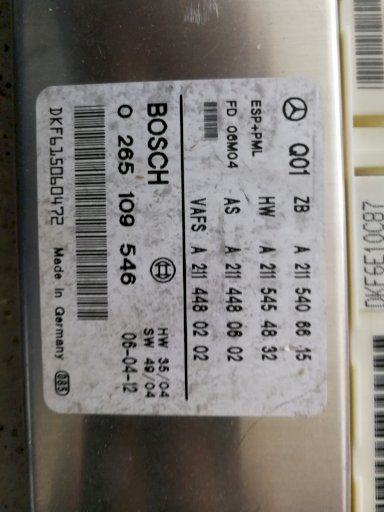 Q01 ZB A 211 540 66 15
HW A 211 545 48 32
ESP+PML
FD 06M04 AS A 211 448 06 02
VAFS A 211 448 02 02
BOSCH
HW 35/04
SW 49/04
0 265 109 546 06-04-12
DKF615060472 Made in Germany 085